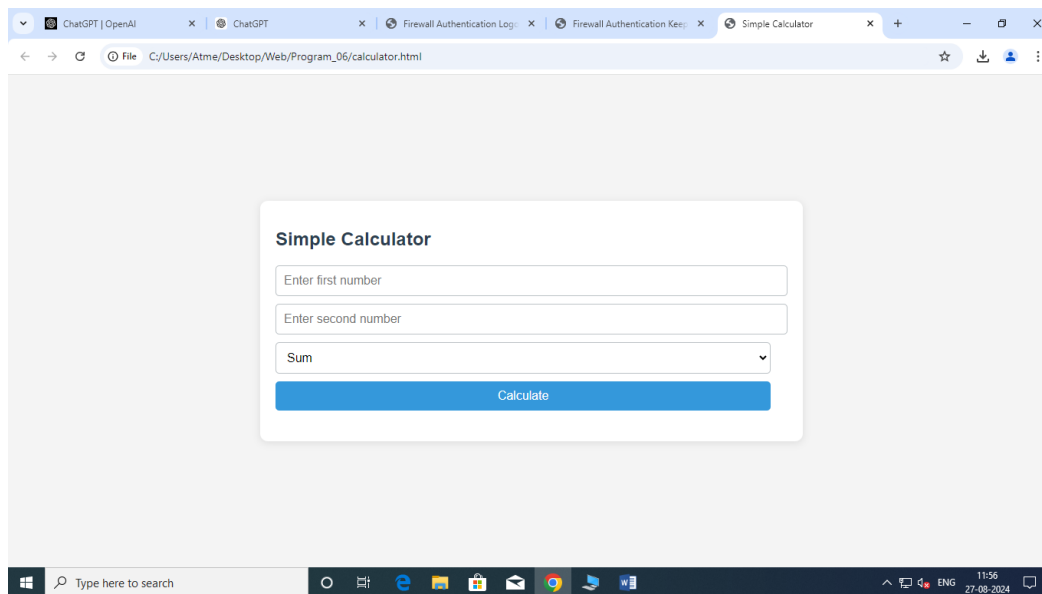 ChatGPT | OpenAI
ChatGPT
Firewall Authentication Logo
Firewall Authentication Keep
Simple Calculator
File C:/Users/Atme/Desktop/Web/Program_06/calculator.html
Simple Calculator
Enter first number
Enter second number
Sum
Calculate
Type here to search
ENG
11:56
27-08-2024